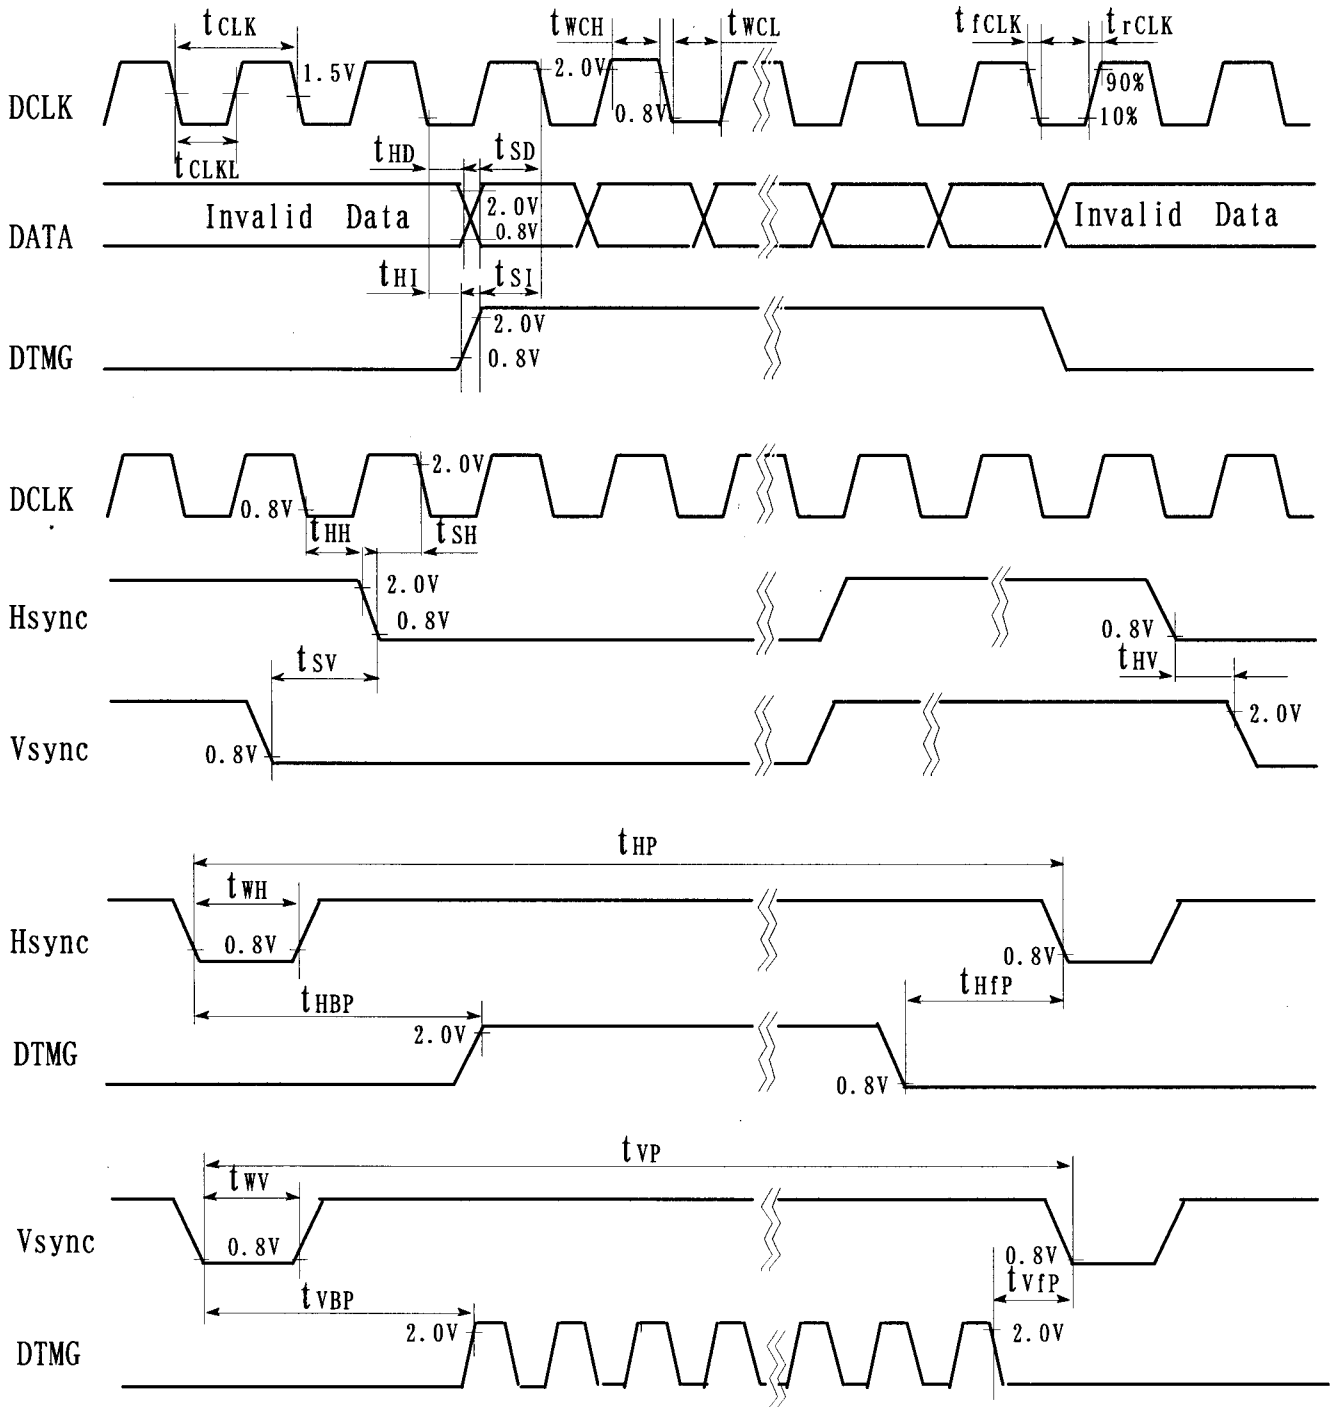 tCLK tWCH tWCL tfCLK trCLK
1.5V 2.0V 90%
DCLK 0.8V 10%
tCLKL tHD tSD
Invalid Data 2.0V Invalid Data
DATA 0.8V
tHI tSI
2.0V
DTMG 0.8V
2.0V
DCLK 0.8V
tHH tSH
2.0V
Hsync 0.8V 0.8V
tSV tHV
2.0V
Vsync 0.8V
tHP
tWH
Hsync 0.8V 0.8V
tHBP tHfP
2.0V
DTMG 0.8V
tVP
tWV
Vsync 0.8V 0.8V
tVBP tVfP
2.0V 2.0V
DTMG